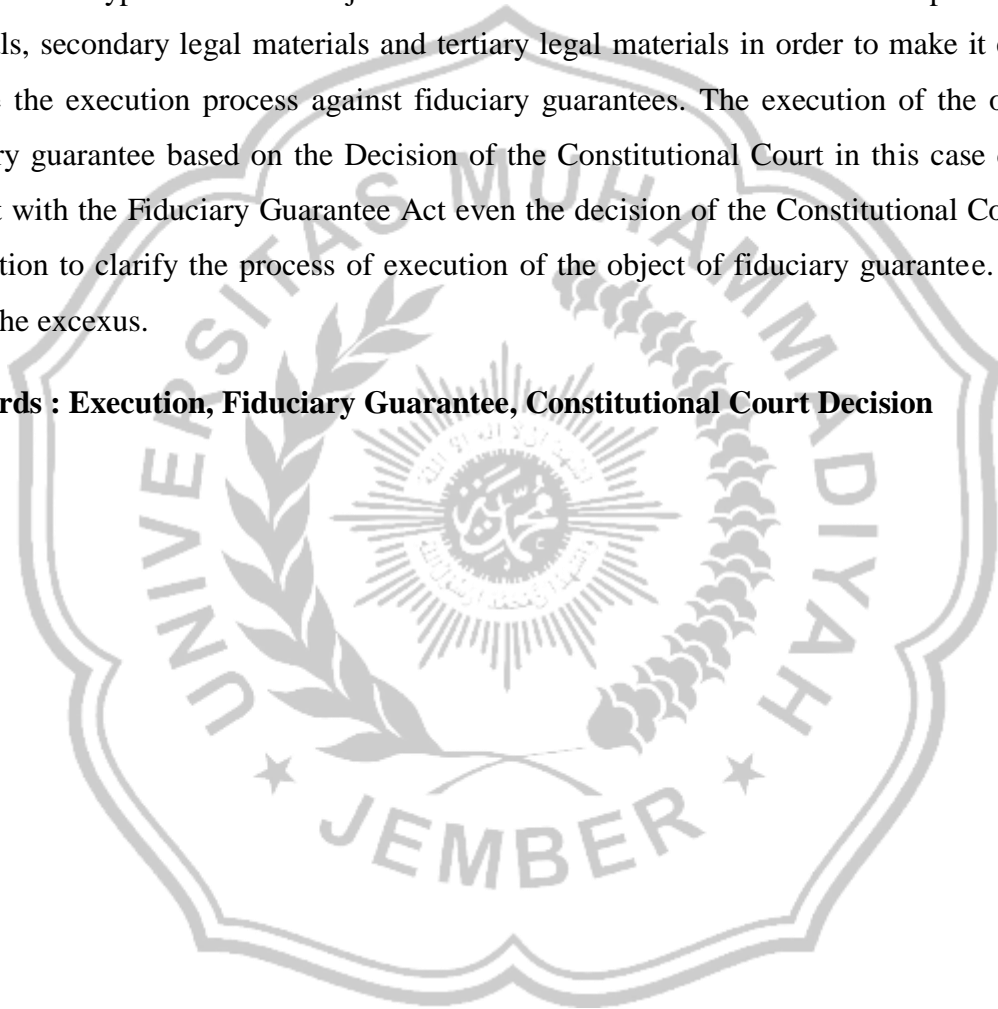 ls, secondary legal materials and tertiary legal materials in order to make it
the execution process against fiduciary guarantees. The execution of the o
ry guarantee based on the Decision of the Constitutional Court in this case
t with the Fiduciary Guarantee Act even the decision of the Constitutional Co
tion to clarify the process of execution of the object of fiduciary guarantee.
he excexus.
rds : Execution, Fiduciary Guarantee, Constitutional Court Decision
UNIVERSITAS MUHAMMADIYAH
JEMBER